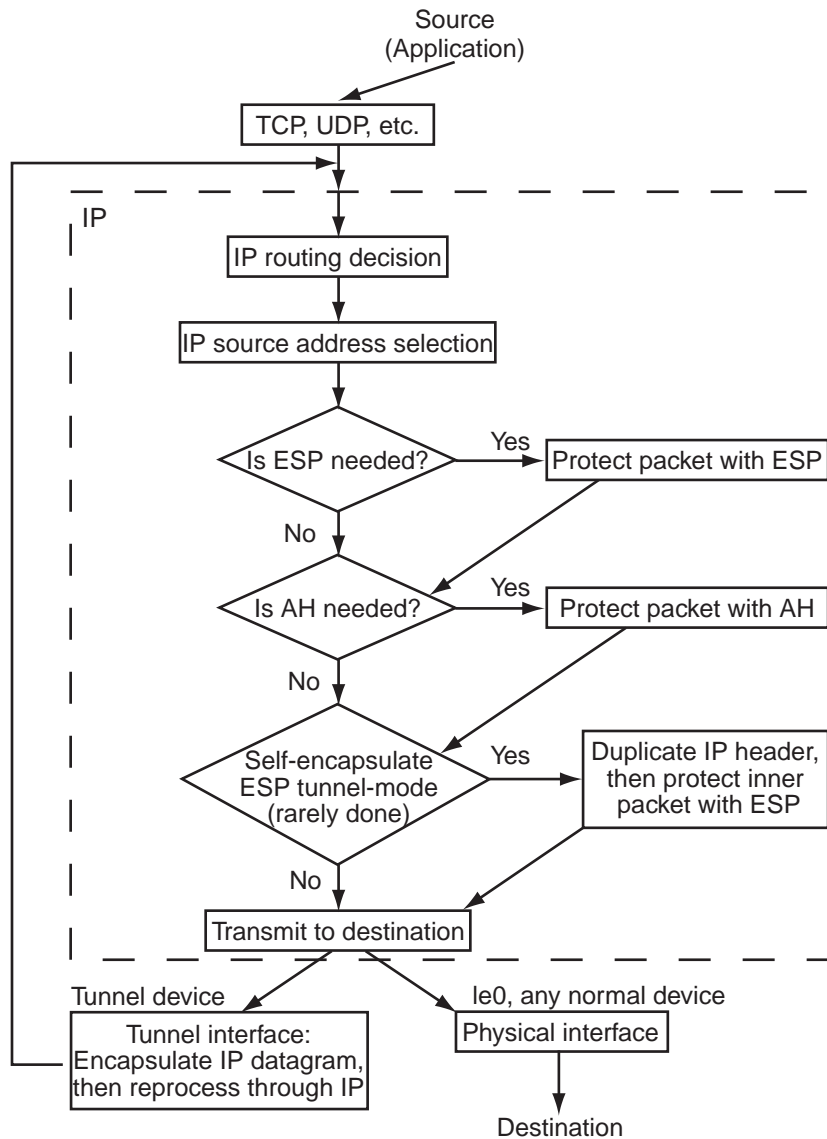 Source
(Application)
TCP, UDP, etc.
IP
IP routing decision
IP source address selection
Is ESP needed?
Yes
Protect packet with ESP
No
Is AH needed?
Yes
Protect packet with AH
No
Self-encapsulate
ESP tunnel-mode
(rarely done)
Yes
Duplicate IP header,
then protect inner
packet with ESP
No
Transmit to destination
Tunnel device
Tunnel interface:
Encapsulate IP datagram,
then reprocess through IP
le0, any normal device
Physical interface
Destination